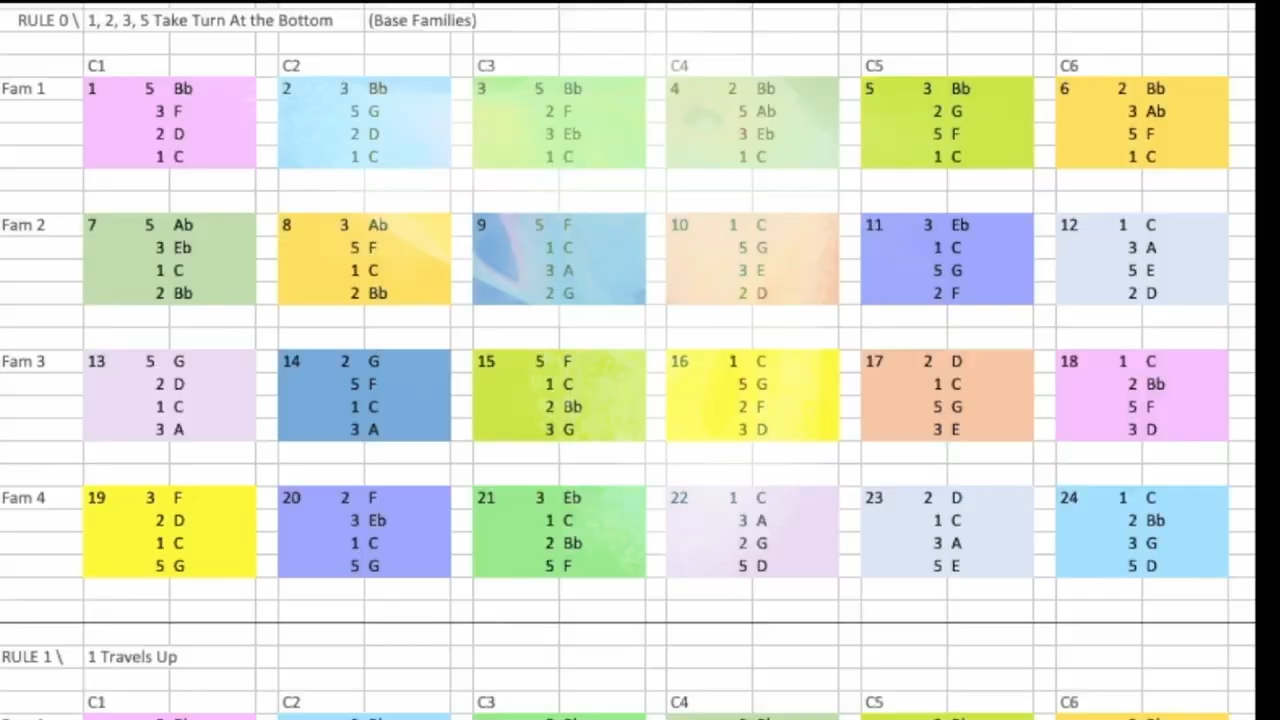 RULE 0 \ 1, 2, 3, 5 Take Turn At the Bottom (Base Families)
C1 C2 C3 C4 C5 C6
Fam 1 1 5 Bb 2 3 Bb 3 5 Bb 4 2 Bb 5 3 Bb 6 2 Bb
3 F 5 G 2 F 5 Ab 2 G 3 Ab
2 D 2 D 3 Eb 3 Eb 5 F 5 F
1 C 1 C 1 C 1 C 1 C 1 C
Fam 2 7 5 Ab 8 3 Ab 9 5 F 10 1 C 11 3 Eb 12 1 C
3 Eb 5 F 1 C 5 G 1 C 3 A
1 C 1 C 3 A 3 E 5 G 5 E
2 Bb 2 Bb 2 G 2 D 2 F 2 D
Fam 3 13 5 G 14 2 G 15 5 F 16 1 C 17 2 D 18 1 C
2 D 5 F 1 C 5 G 1 C 2 Bb
1 C 1 C 2 Bb 2 F 5 G 5 F
3 A 3 A 3 G 3 D 3 E 3 D
Fam 4 19 3 F 20 2 F 21 3 Eb 22 1 C 23 2 D 24 1 C
2 D 3 Eb 1 C 3 A 1 C 2 Bb
1 C 1 C 2 Bb 2 G 3 A 3 G
5 G 5 G 5 F 5 D 5 E 5 D
RULE 1 \ 1 Travels Up
C1 C2 C3 C4 C5 C6